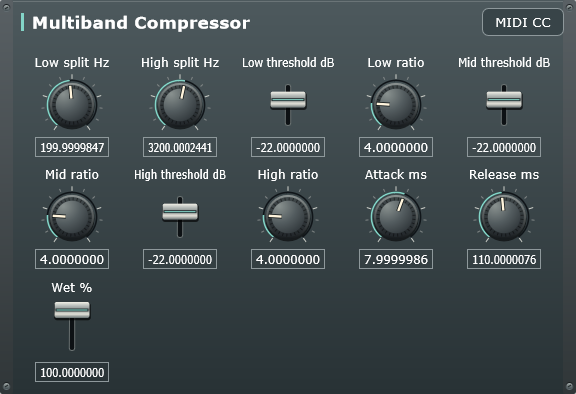 Multiband Compressor
MIDI CC
Low split Hz
High split Hz
Low threshold dB
Low ratio
Mid threshold dB
199.9999847
3200.0002441
-22.0000000
4.0000000
-22.0000000
Mid ratio
High threshold dB
High ratio
Attack ms
Release ms
4.0000000
-22.0000000
4.0000000
7.9999986
110.0000076
Wet %
100.0000000